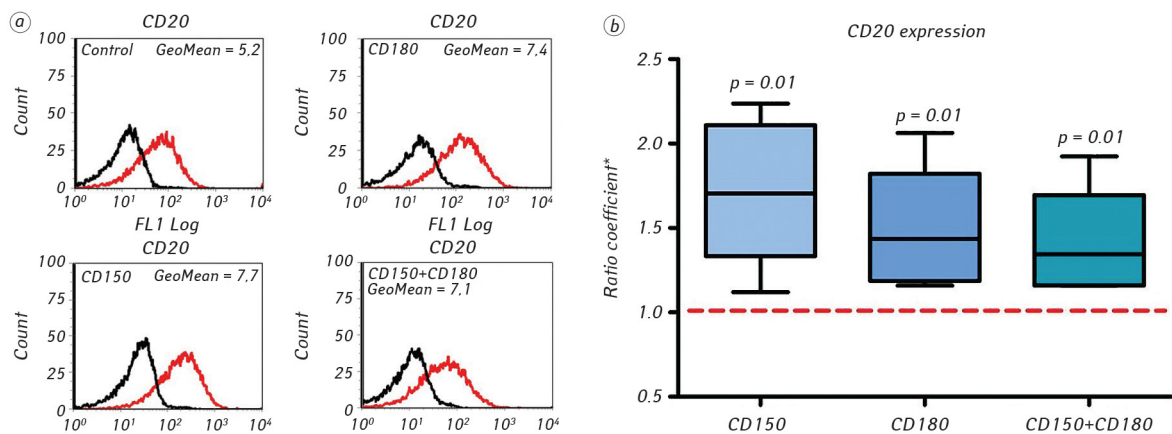 a
CD20
Control GeoMean = 5,2
Count
100
75
50
25
0
10⁰ 10¹ 10² 10³ 10⁴
CD20
CD180 GeoMean = 7,4
Count
100
75
50
25
0
10⁰ 10¹ 10² 10³ 10⁴
FL1 Log
FL1 Log
CD20
CD150 GeoMean = 7,7
Count
100
75
50
25
0
10⁰ 10¹ 10² 10³ 10⁴
CD20
CD150+CD180
GeoMean = 7,1
Count
100
75
50
25
0
10⁰ 10¹ 10² 10³ 10⁴
b
CD20 expression
Ratio coefficient*
2.5
2.0
1.5
1.0
0.5
p = 0.01
p = 0.01
p = 0.01
CD150 CD180 CD150+CD180